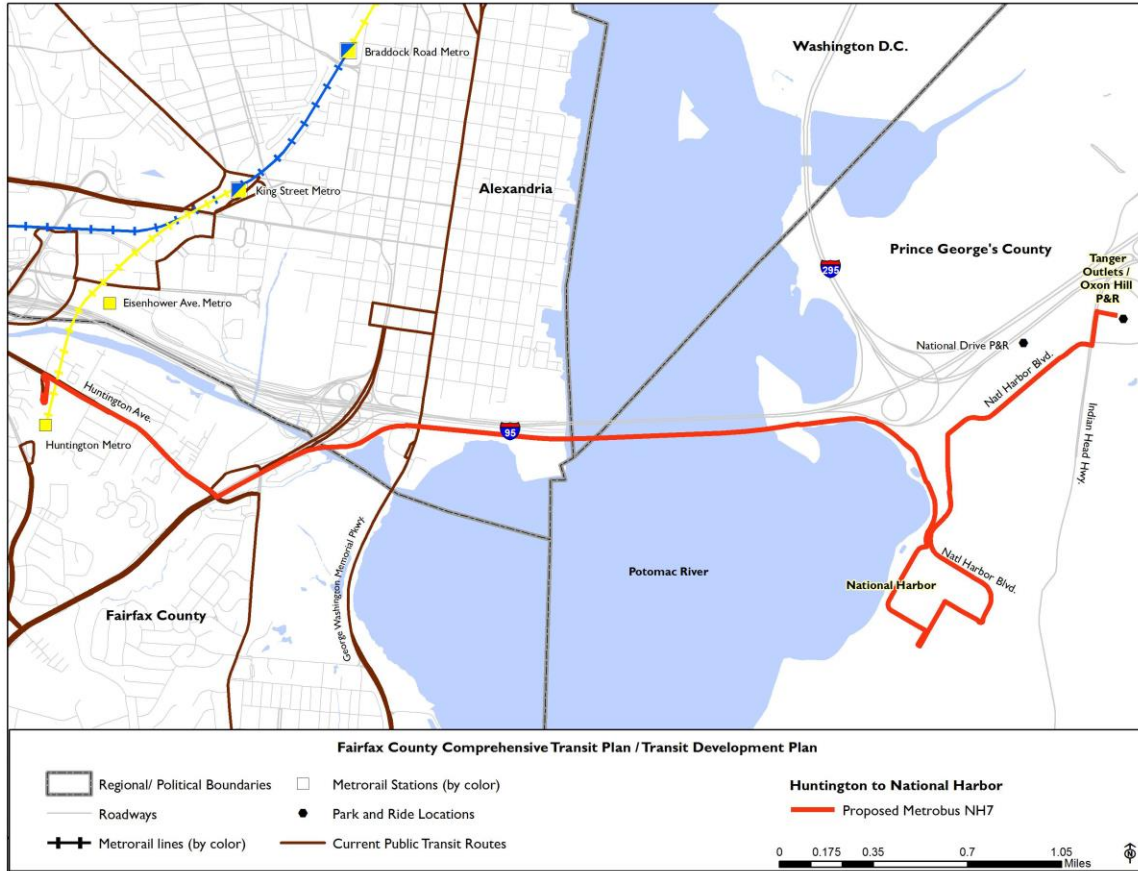 Braddock Road Metro
Washington D.C.
King Street Metro
Alexandria
Prince George's County
295
Tanger
Outlets /
Oxon Hill
P&R
Eisenhower Ave. Metro
National Drive P&R
Natl Harbor Blvd.
Huntington Ave.
Indian Head Hwy.
Huntington Metro
95
George Washington Memorial Pkwy.
Natl Harbor Blvd.
Potomac River
National Harbor
Fairfax County
Fairfax County Comprehensive Transit Plan / Transit Development Plan
Regional/ Political Boundaries
Metrorail Stations (by color)
Huntington to National Harbor
Roadways
Park and Ride Locations
Proposed Metrobus NH7
Metrorail lines (by color)
Current Public Transit Routes
0 0.175 0.35 0.7 1.05
Miles
N